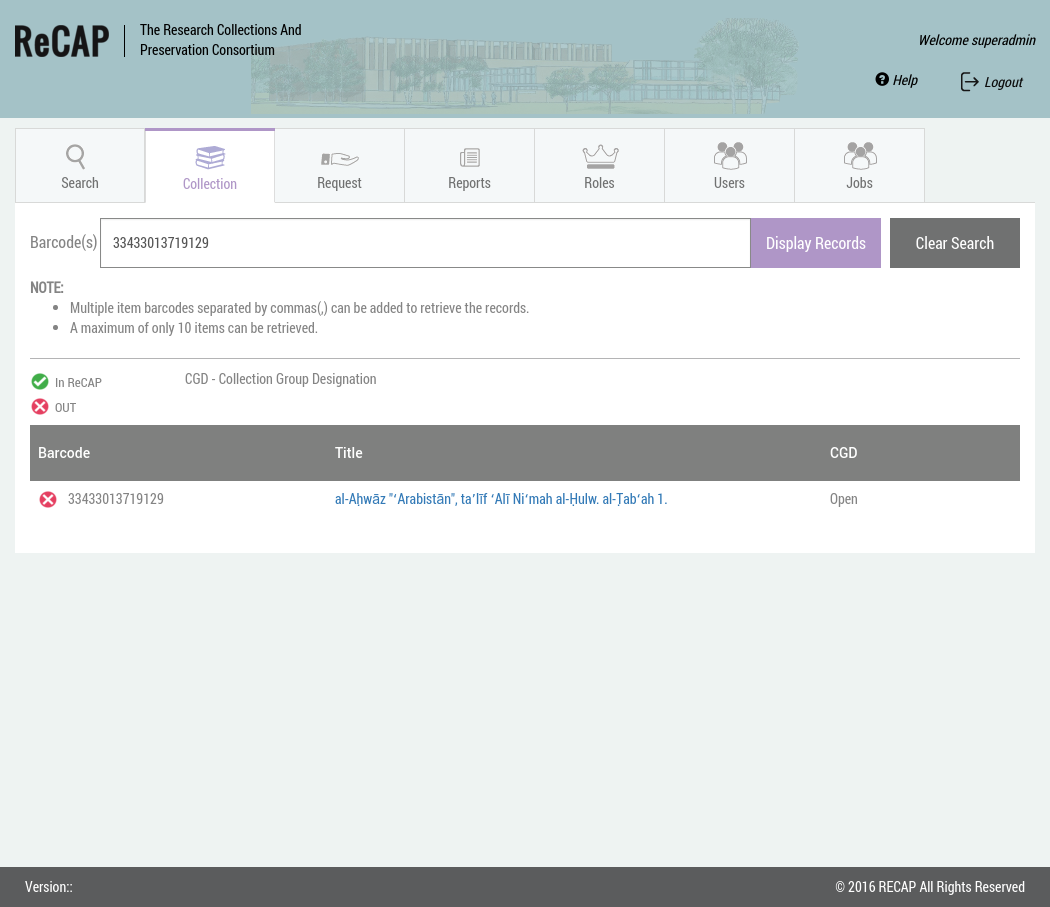 ReCAP
The Research Collections And
Preservation Consortium
Welcome superadmin
Help
Logout
Search
Collection
Request
Reports
Roles
Users
Jobs
Barcode(s)
33433013719129
Display Records
Clear Search
NOTE:
Multiple item barcodes separated by commas(,) can be added to retrieve the records.
A maximum of only 10 items can be retrieved.
In ReCAP
CGD - Collection Group Designation
OUT
Barcode Title CGD
33433013719129 al-Aḥwāz "ʻArabistān", taʼlīf ʻAlī Niʻmah al-Ḥulw. al-Ṭabʻah 1. Open
Version::
© 2016 RECAP All Rights Reserved